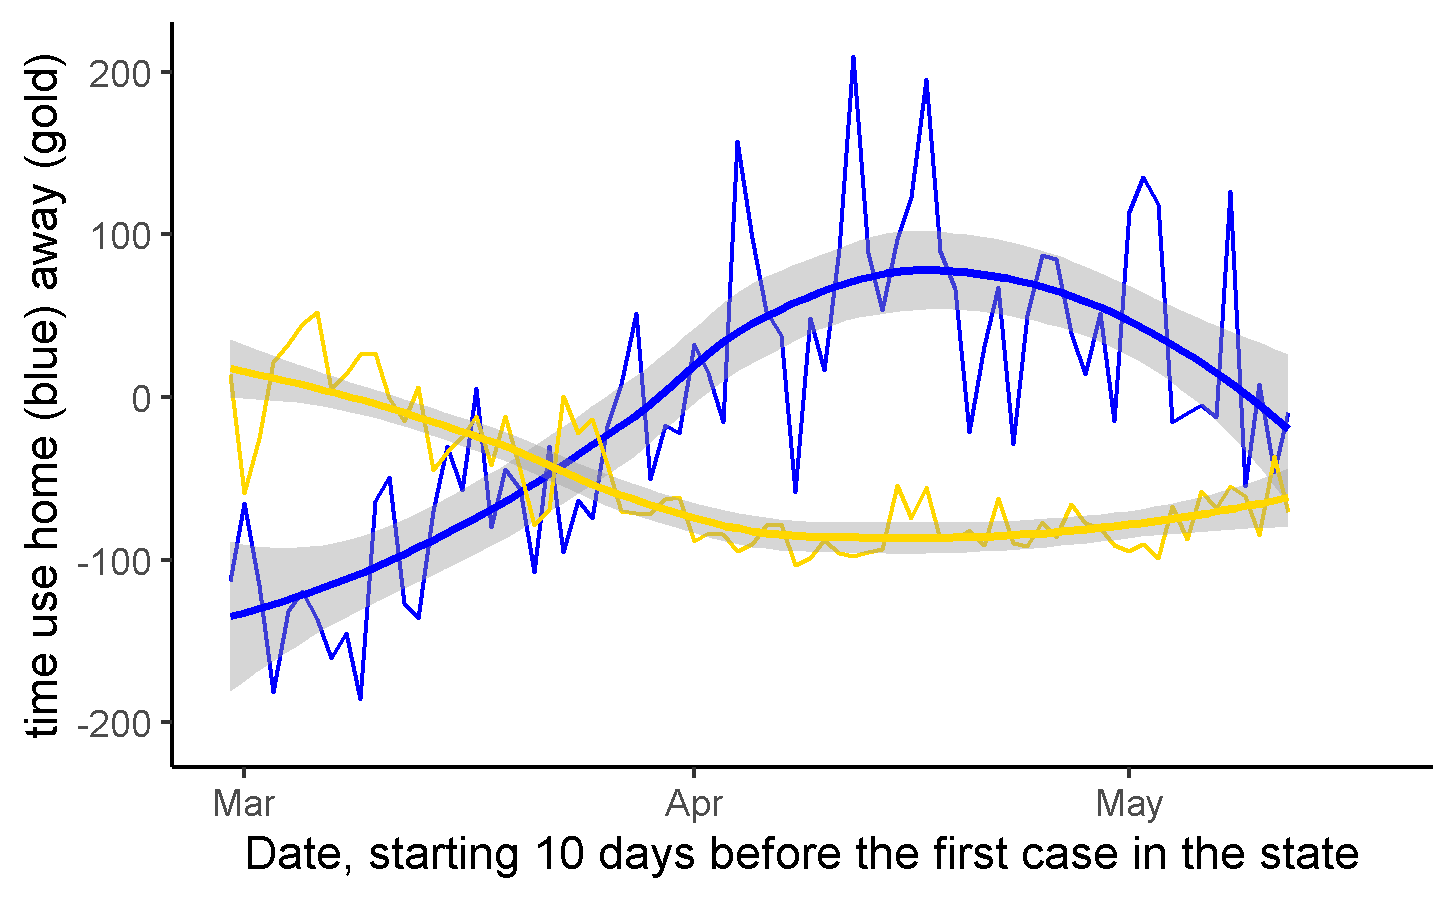 time use home (blue) away (gold)
200
100
0
-100
-200
Mar Apr May
Date, starting 10 days before the first case in the state